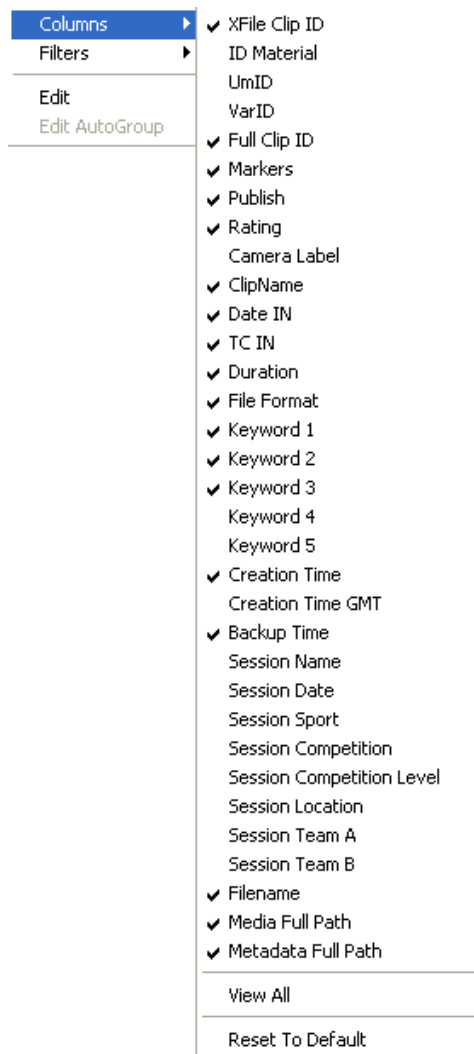 Columns
Filters
Edit
Edit AutoGroup
XFile Clip ID
ID Material
UmID
VarID
Full Clip ID
Markers
Publish
Rating
Camera Label
ClipName
Date IN
TC IN
Duration
File Format
Keyword 1
Keyword 2
Keyword 3
Keyword 4
Keyword 5
Creation Time
Creation Time GMT
Backup Time
Session Name
Session Date
Session Sport
Session Competition
Session Competition Level
Session Location
Session Team A
Session Team B
Filename
Media Full Path
Metadata Full Path
View All
Reset To Default